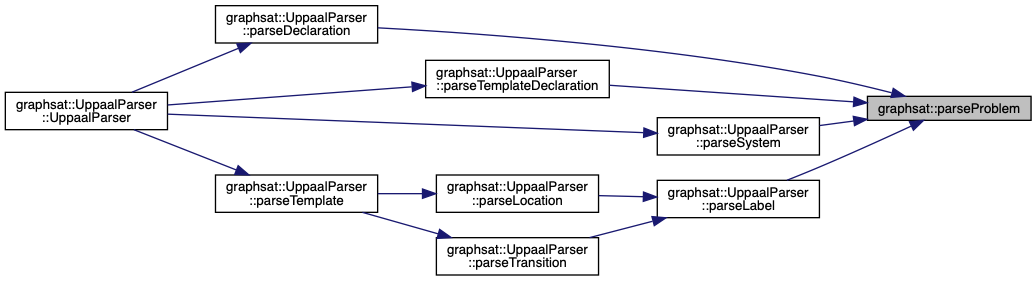 graphsat::UppaalParser
::parseDeclaration
graphsat::UppaalParser
::parseTemplateDeclaration
graphsat::UppaalParser
::UppaalParser
graphsat::parseProblem
graphsat::UppaalParser
::parseSystem
graphsat::UppaalParser
::parseTemplate
graphsat::UppaalParser
::parseLocation
graphsat::UppaalParser
::parseLabel
graphsat::UppaalParser
::parseTransition